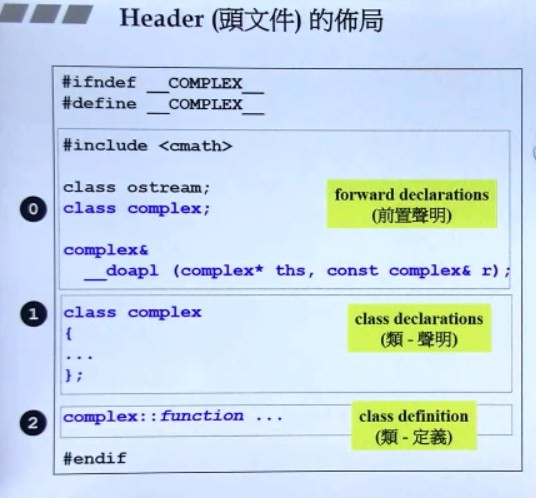 Header (頭文件) 的佈局
#ifndef __COMPLEX__
#define __COMPLEX__
#include <cmath>
class ostream;
class complex;
complex&
__doapl (complex* ths, const complex& r);
0
forward declarations
(前置聲明)
1
class complex
{
...
};
class declarations
(類 - 聲明)
2
complex::function ...
class definition
(類 - 定義)
#endif